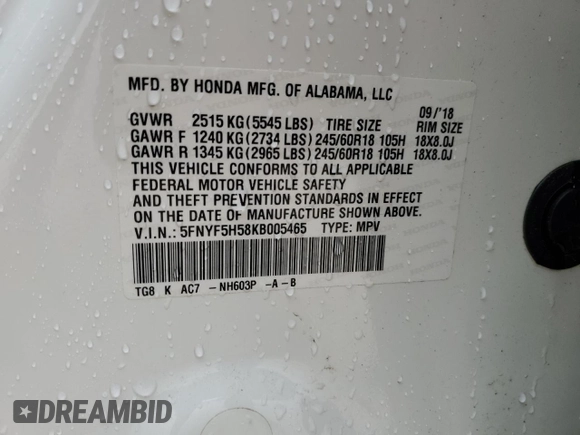 MFD. BY HONDA MFG. OF ALABAMA, LLC
09/'18
GVWR 2515 KG (5545 LBS) TIRE SIZE RIM SIZE
GAWR F 1240 KG (2734 LBS) 245/60R18 105H 18X8.0J
GAWR R 1345 KG (2965 LBS) 245/60R18 105H 18X8.0J
THIS VEHICLE CONFORMS TO ALL APPLICABLE
FEDERAL MOTOR VEHICLE SAFETY
AND THEFT PREVENTION STANDARDS IN EFFECT
ON THE DATE OF MANUFACTURE SHOWN ABOVE.
V.I.N.: 5FNYF5H58KB005465 TYPE: MPV
TG8 K AC7 -NH603P -A-B
DREAMBID